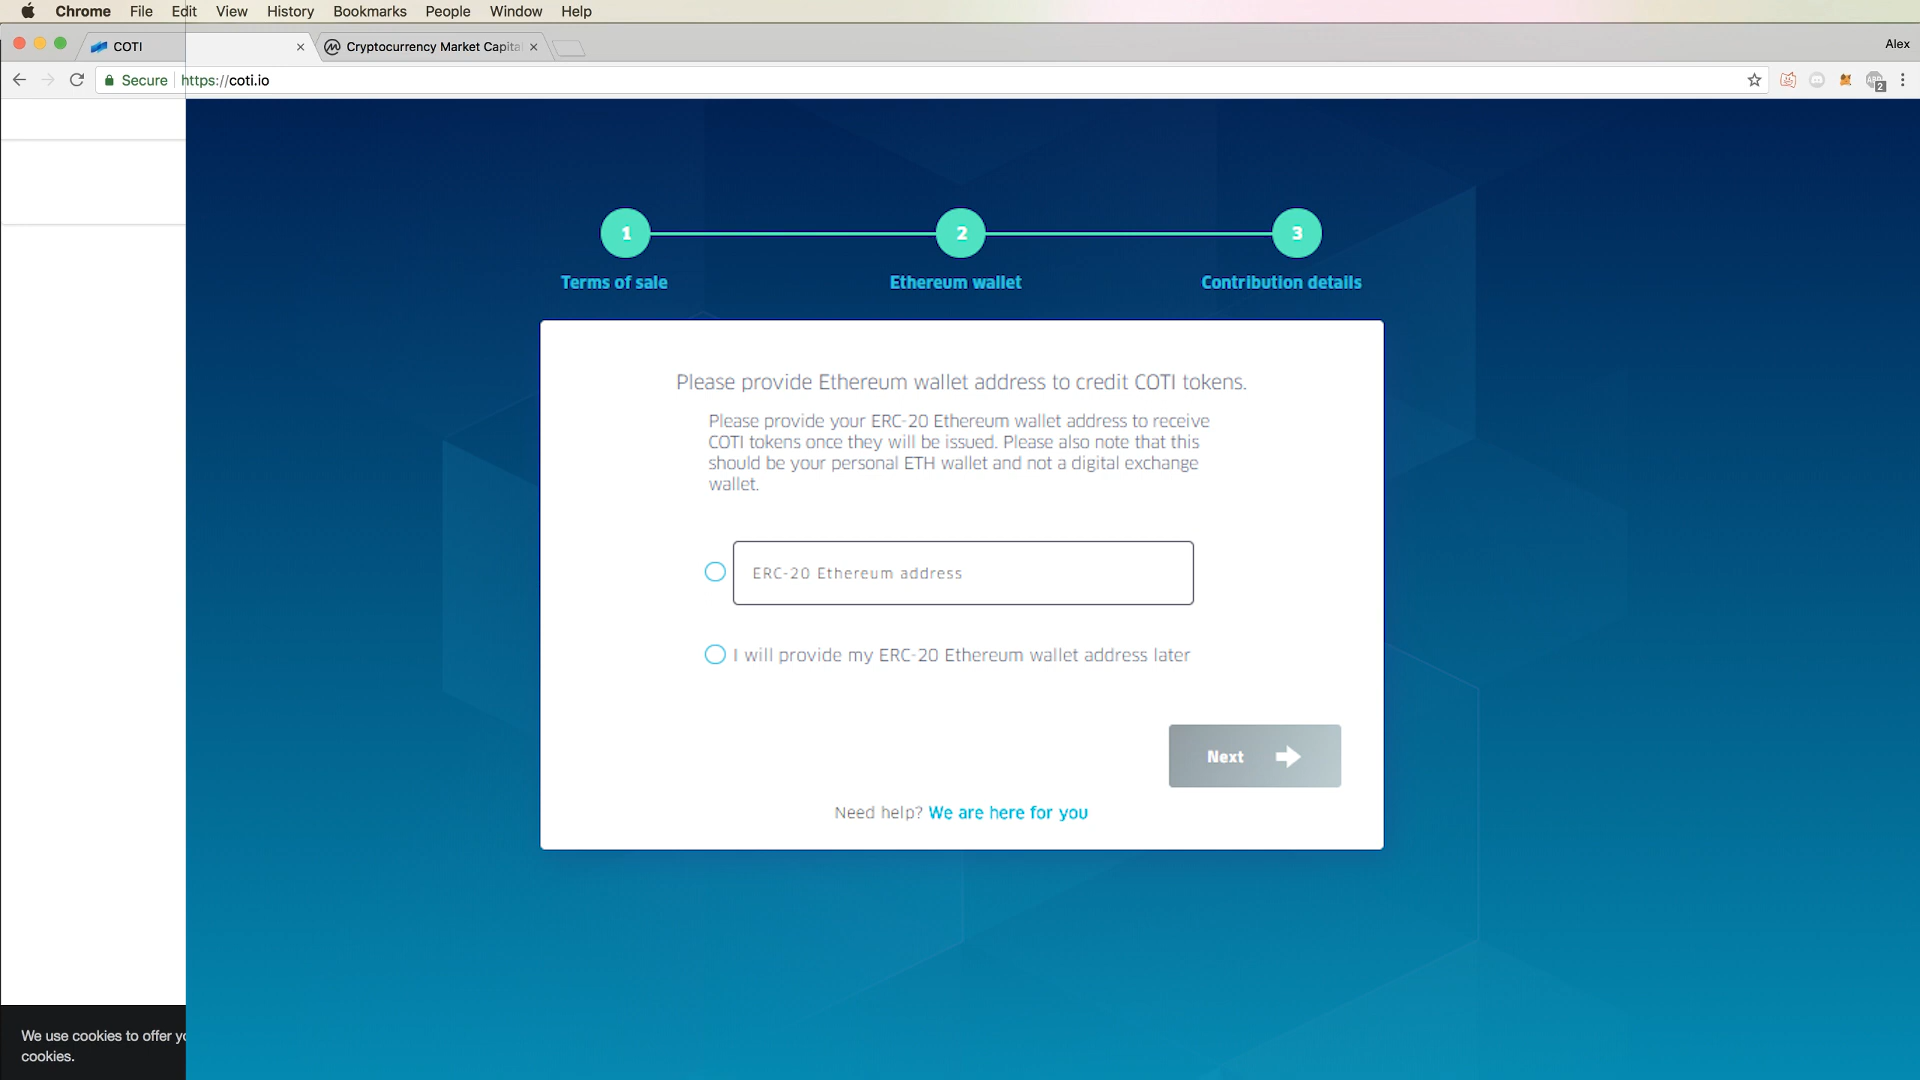 Chrome File Edit View History Bookmarks People Window Help
COTI
Cryptocurrency Market Capita
Alex
Secure https://coti.io
2
1 2 3
Terms of sale Ethereum wallet Contribution details
Please provide Ethereum wallet address to credit COTI tokens.
Please provide your ERC-20 Ethereum wallet address to receive
COTI tokens once they will be issued. Please also note that this
should be your personal ETH wallet and not a digital exchange
wallet.
ERC-20 Ethereum address
I will provide my ERC-20 Ethereum wallet address later
Next
Need help? We are here for you
We use cookies to offer yo
cookies.